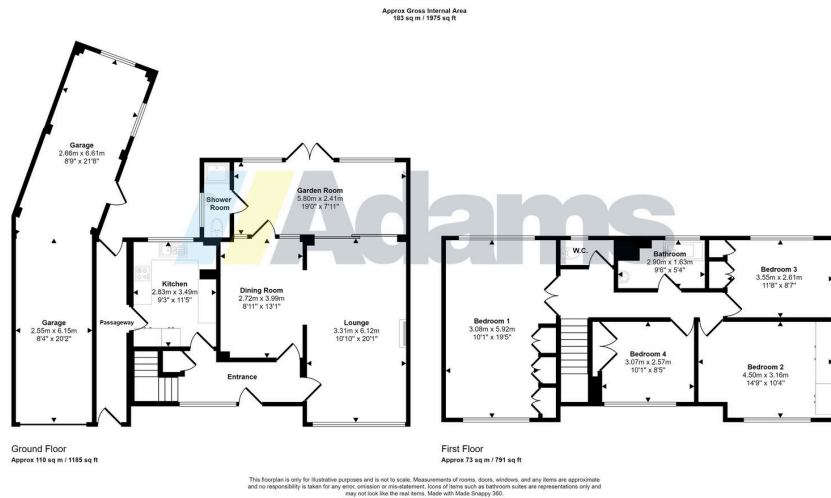 Approx Gross Internal Area
183 sq m / 1975 sq ft
Adams
Garage
2.66m x 6.61m
8'9" x 21'8"
Garage
2.55m x 6.15m
8'4" x 20'2"
Passageway
Kitchen
2.83m x 3.49m
9'3" x 11'5"
Shower
Room
Garden Room
5.80m x 2.41m
19'0" x 7'11"
Dining Room
2.72m x 3.99m
8'11" x 13'1"
Lounge
3.31m x 6.12m
10'10" x 20'1"
Entrance
Ground Floor
Approx 110 sq m / 1185 sq ft
W.C.
Bathroom
2.90m x 1.63m
9'6" x 5'4"
Bedroom 3
3.55m x 2.61m
11'8" x 8'7"
Bedroom 1
3.08m x 5.92m
10'1" x 19'5"
Bedroom 4
3.07m x 2.57m
10'1" x 8'5"
Bedroom 2
4.50m x 3.16m
14'9" x 10'4"
First Floor
Approx 73 sq m / 791 sq ft
This floorplan is only for illustrative purposes and is not to scale. Measurements of rooms, doors, windows, and any items are approximate
and no responsibility is taken for any error, omission or mis-statement. Icons of items such as bathroom suites are representations only and
may not look like the real items. Made with Made Snappy 360.